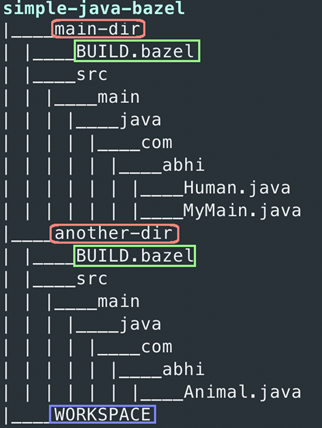 simple-java-bazel
|____main-dir
| |____BUILD.bazel
| |____src
| | |____main
| | | |____java
| | | | |____com
| | | | | |____abhi
| | | | | | |____Human.java
| | | | | | |____MyMain.java
|____another-dir
| |____BUILD.bazel
| |____src
| | |____main
| | | |____java
| | | | |____com
| | | | | |____abhi
| | | | | | |____Animal.java
|____WORKSPACE